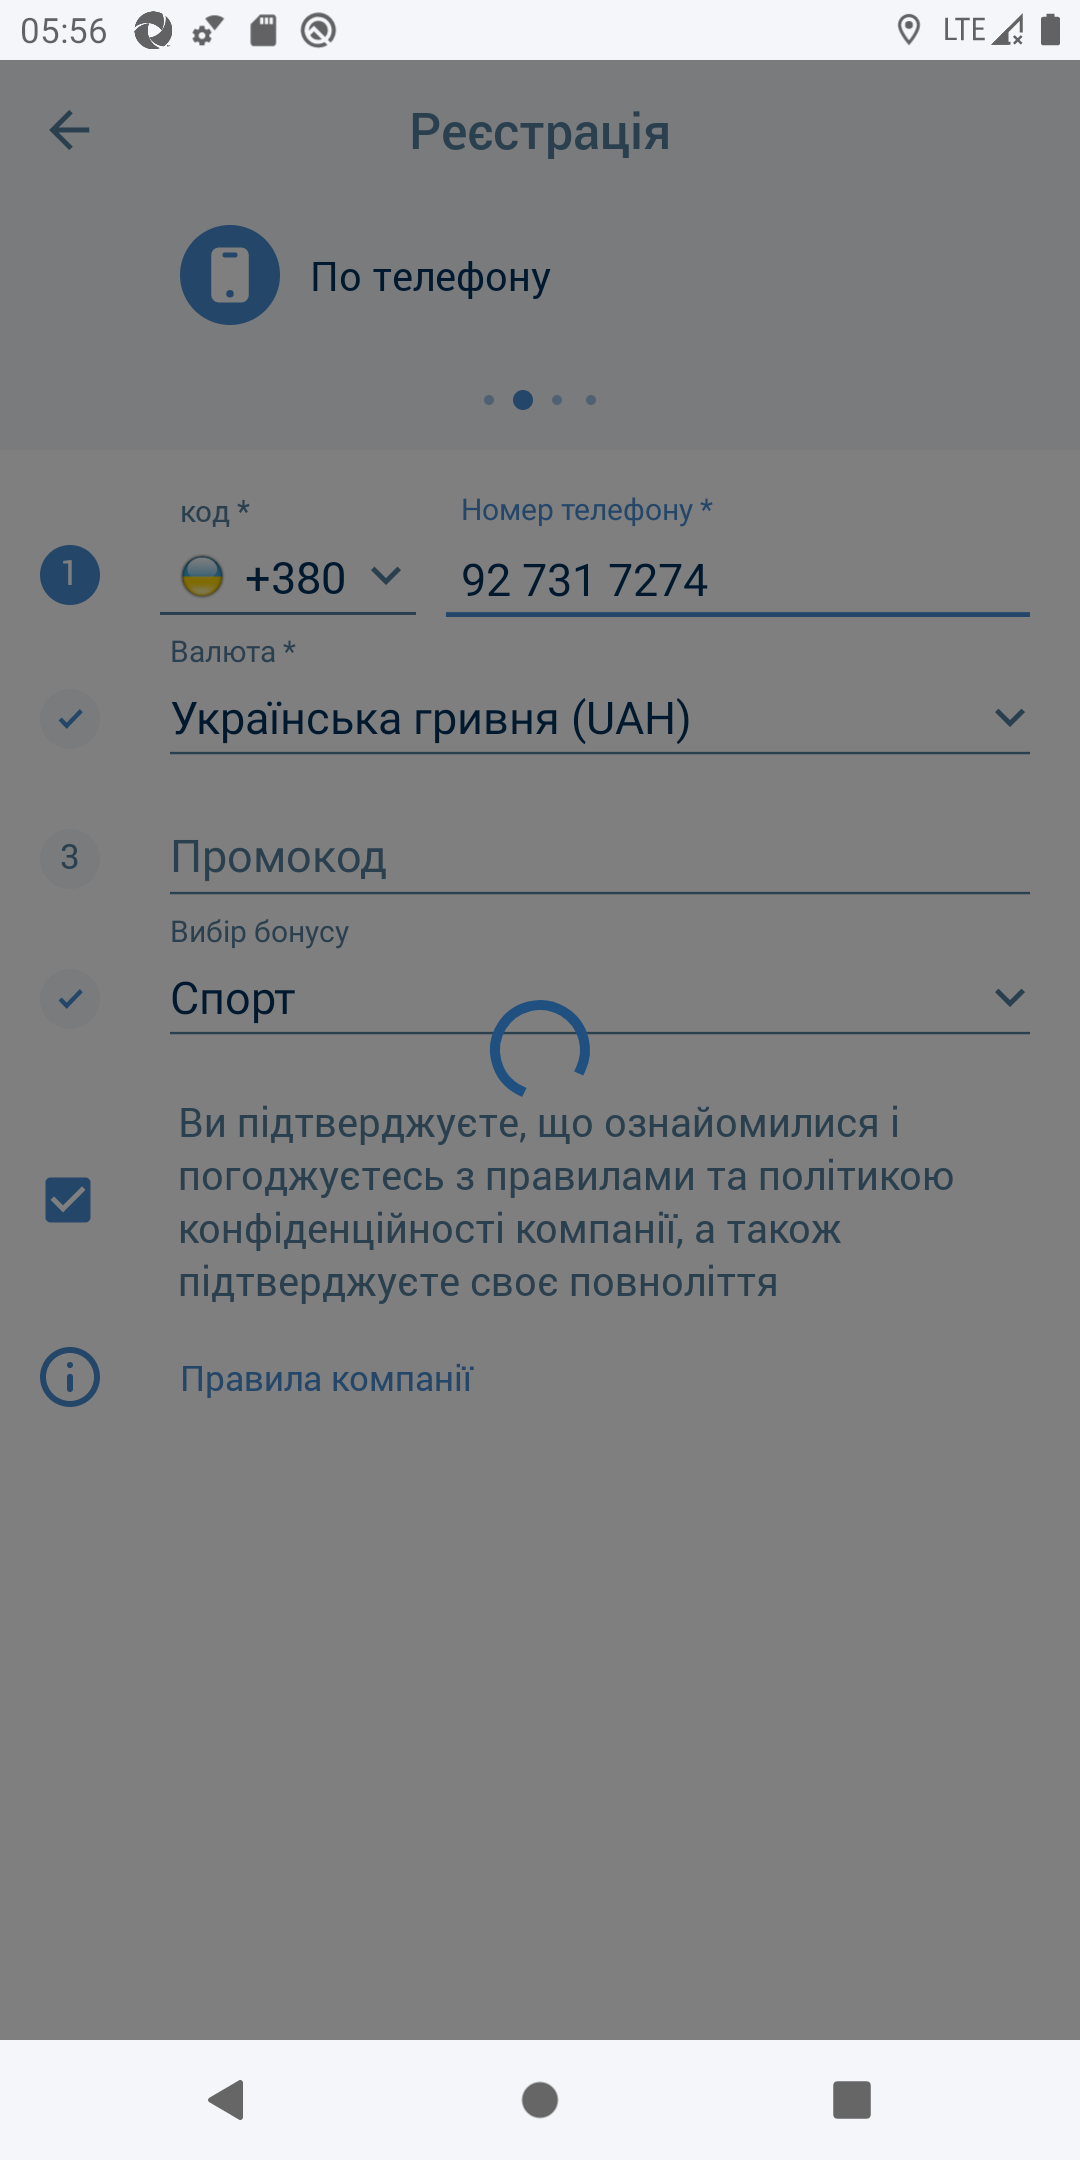 05:56
LTE
Реєстрація
По телефону
код *
Номер телефону *
1
+380
92 731 7274
Валюта *
Українська гривня (UAH)
3
Промокод
Вибір бонусу
Спорт
Ви підтверджуєте, що ознайомилися і
погоджуєтесь з правилами та політикою
конфіденційності компанії, а також
підтверджуєте своє повноліття
Правила компанії